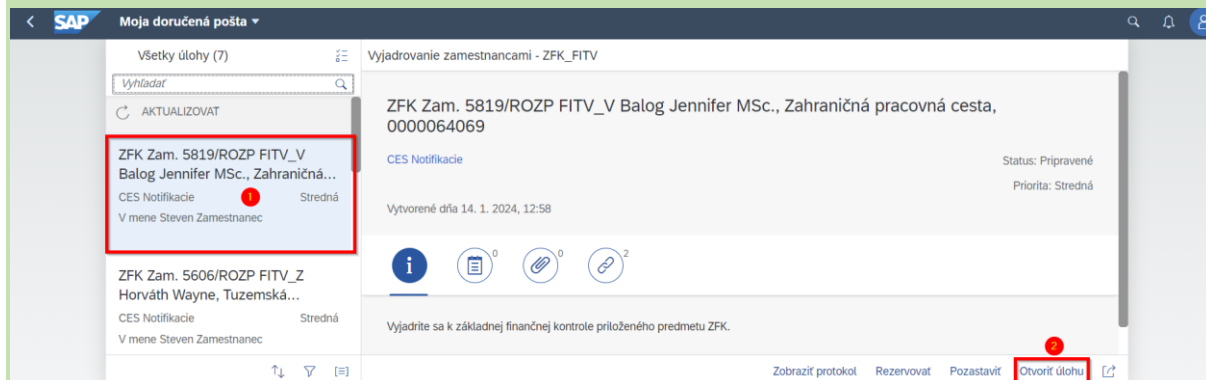 SAP Moja doručená pošta
Všetky úlohy (7)
Vyhľadať
AKTUALIZOVAŤ
ZFK Zam. 5819/ROZP FITV_V
Balog Jennifer MSc., Zahraničná...
CES Notifikacie 1 Stredná
V mene Steven Zamestnanec
ZFK Zam. 5606/ROZP FITV_Z
Horváth Wayne, Tuzemská...
CES Notifikacie Stredná
V mene Steven Zamestnanec
Vyjadrovanie zamestnancami - ZFK_FITV
ZFK Zam. 5819/ROZP FITV_V Balog Jennifer MSc., Zahraničná pracovná cesta,
0000064069
CES Notifikacie
Status: Pripravené
Priorita: Stredná
Vytvorené dňa 14. 1. 2024, 12:58
i 0 0 2
Vyjadrite sa k základnej finančnej kontrole priloženého predmetu ZFK.
2
Zobraziť protokol Rezervovat Pozastaviť Otvoriť úlohu